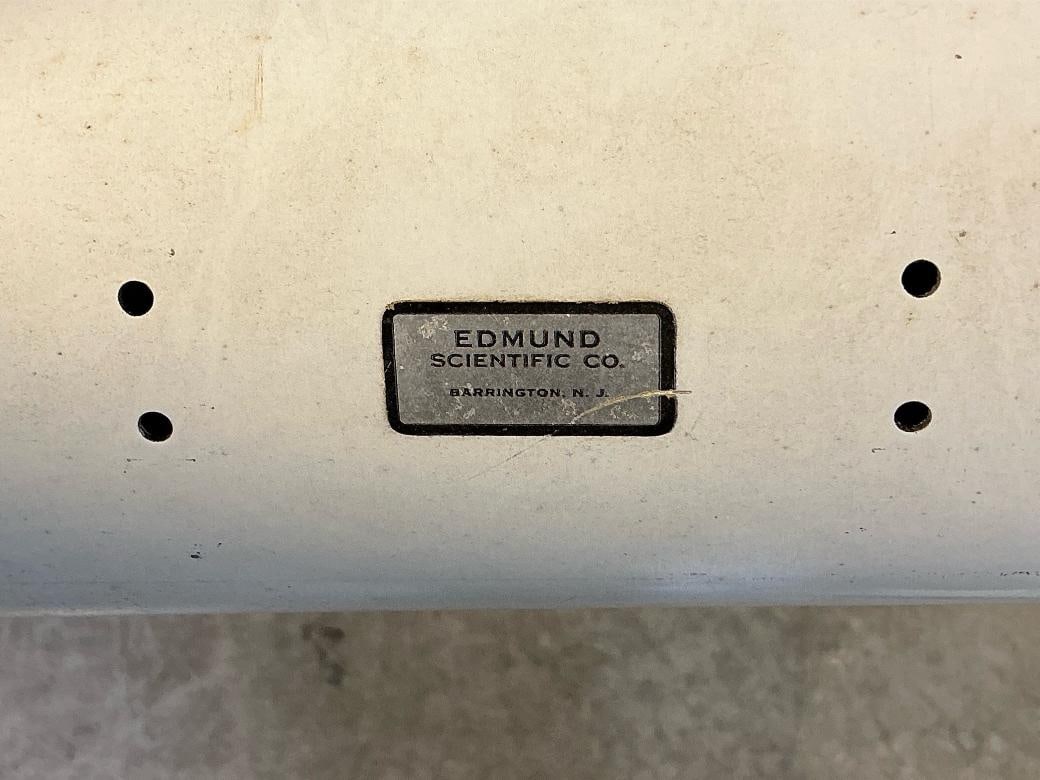 EDMUND
SCIENTIFIC CO.
BARRINGTON, N. J.